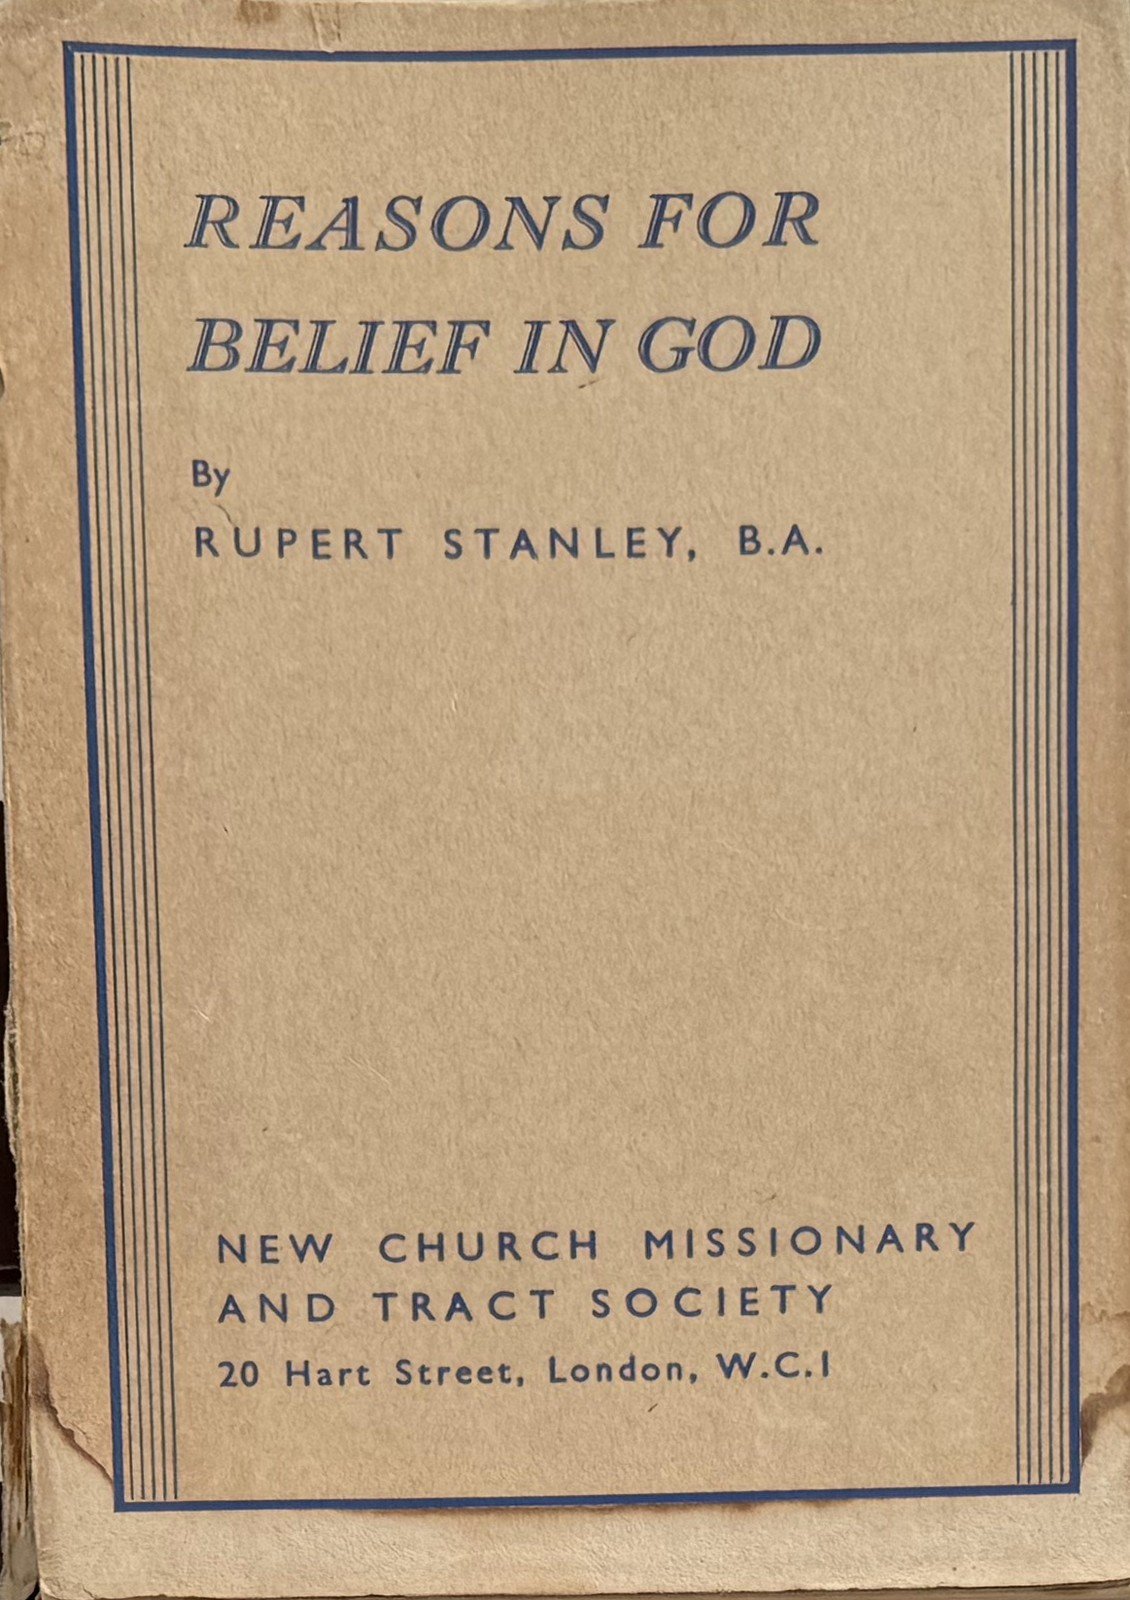 REASONS FOR
BELIEF IN GOD
By
RUPERT STANLEY, B.A.
NEW CHURCH MISSIONARY
AND TRACT SOCIETY
20 Hart Street, London, W.C.1